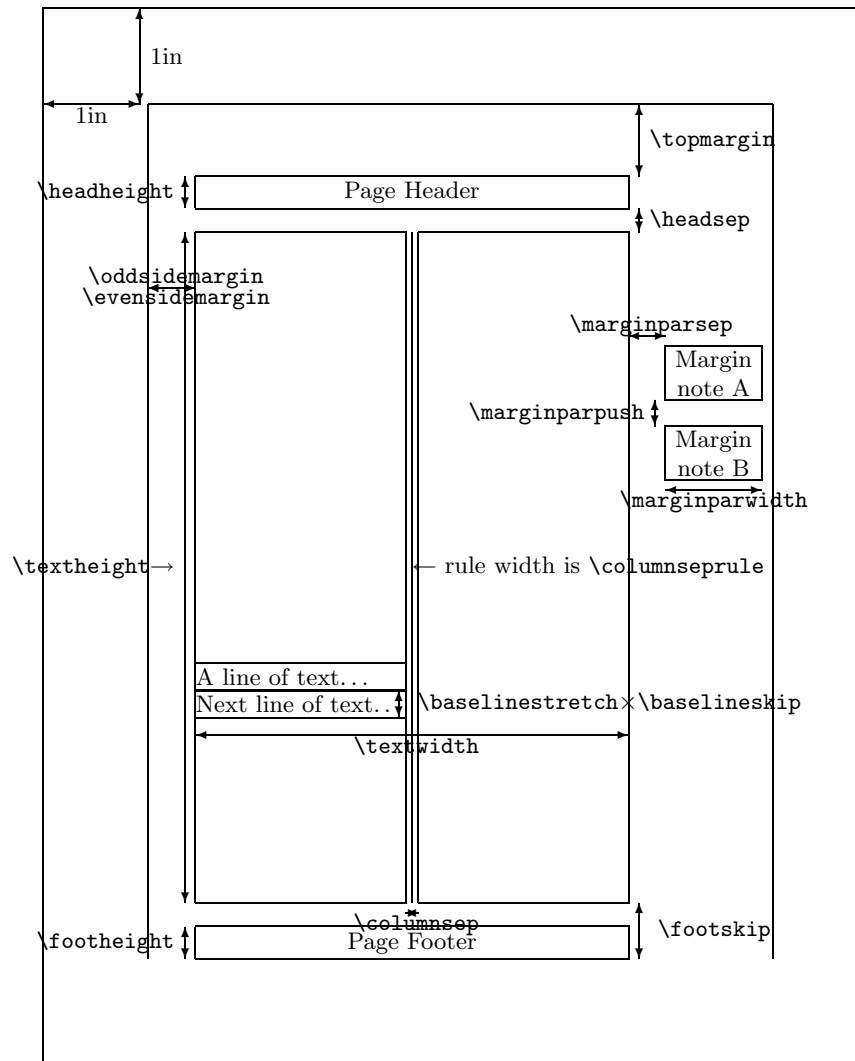 1in
1in
\topmargin
\headheight
Page Header
\headsep
\oddsidemargin
\evensidemargin
\marginparsep
Margin
note A
\marginparpush
Margin
note B
\marginparwidth
\textheight→
← rule width is \columnseprule
A line of text...
Next line of text..
\baselinestretch×\baselineskip
\textwidth
\columnsep
\footskip
\footheight
Page Footer